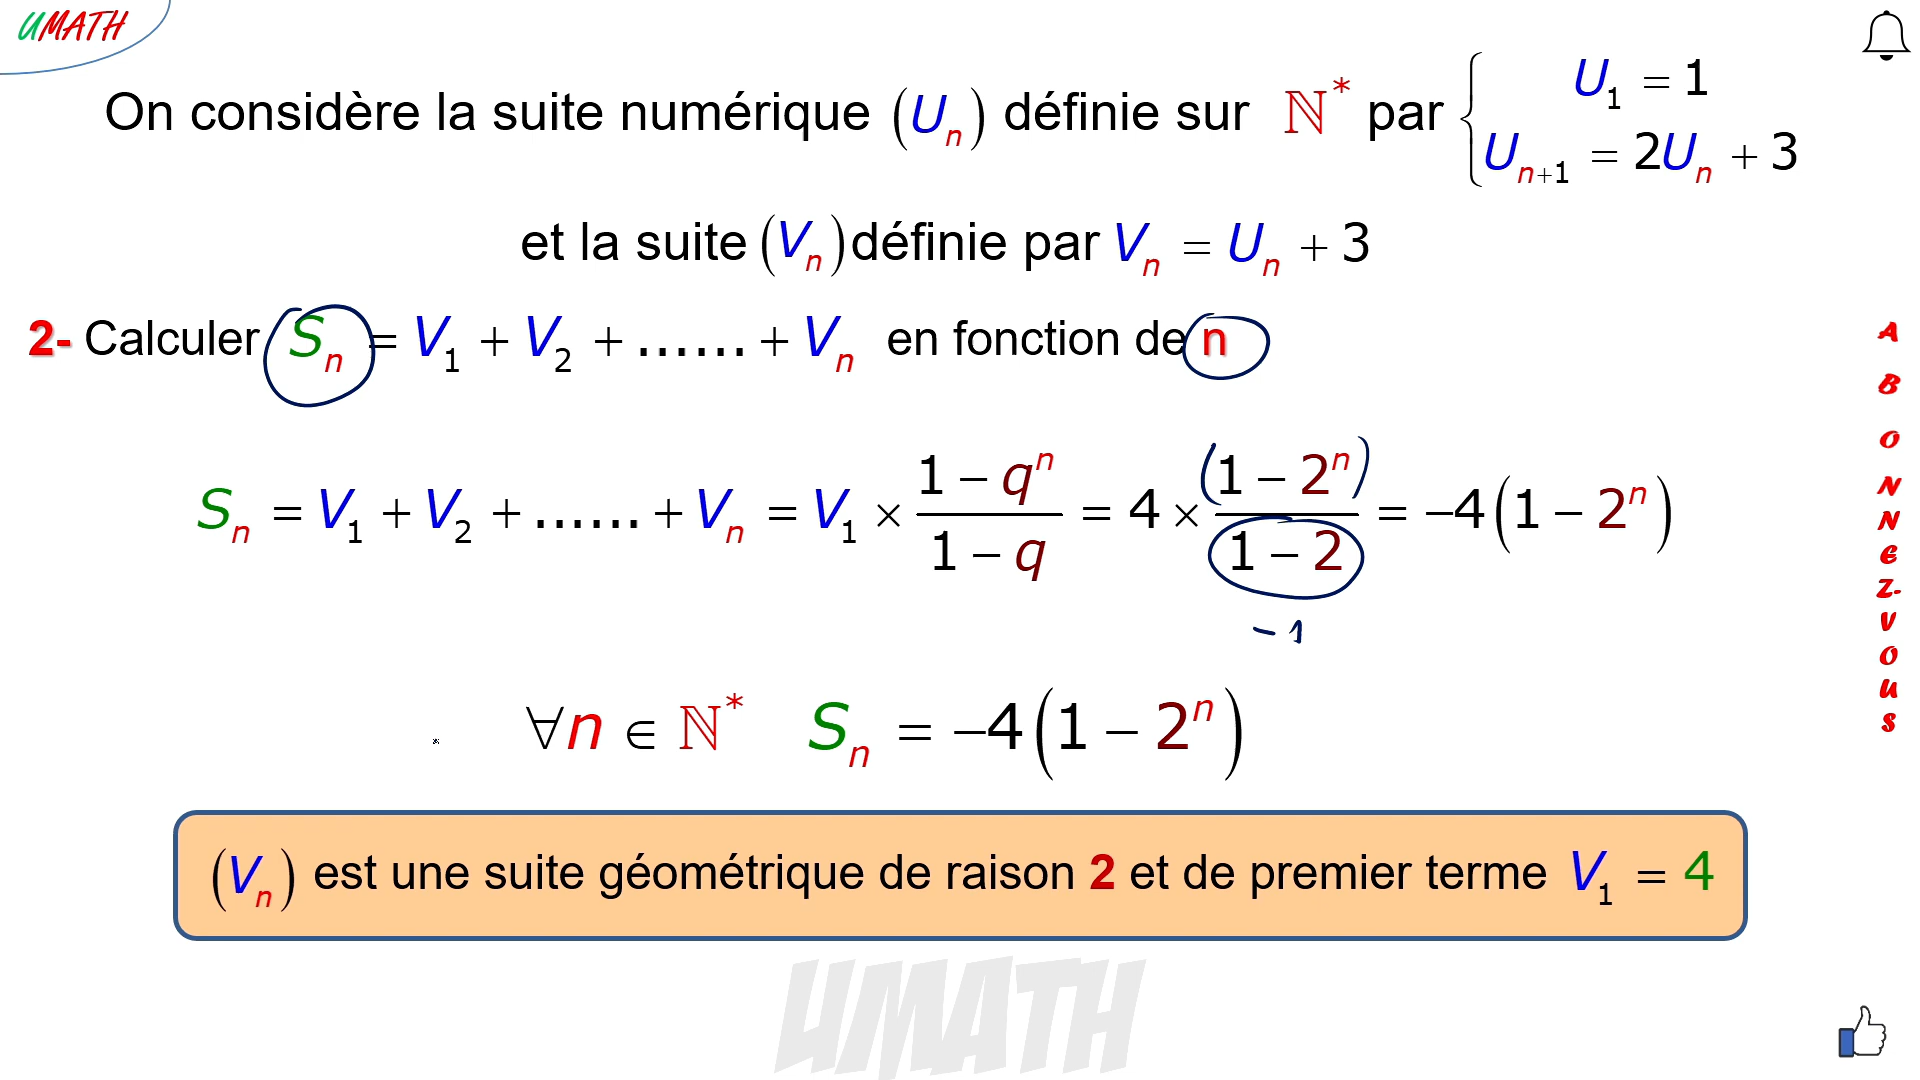 UMATH
On considère la suite numérique (Uₙ) définie sur ℕ* par { U₁ = 1
Uₙ₊₁ = 2Uₙ + 3
et la suite (Vₙ) définie par Vₙ = Uₙ + 3
2- Calculer Sₙ = V₁ + V₂ + ...... + Vₙ en fonction de n
Sₙ = V₁ + V₂ + ...... + Vₙ = V₁ × (1 − qⁿ)/(1 − q) = 4 × (1 − 2ⁿ)/(1 − 2) = −4(1 − 2ⁿ)
−1
∀n ∈ ℕ* Sₙ = −4(1 − 2ⁿ)
(Vₙ) est une suite géométrique de raison 2 et de premier terme V₁ = 4
UMATH
ABONNEZ-VOUS